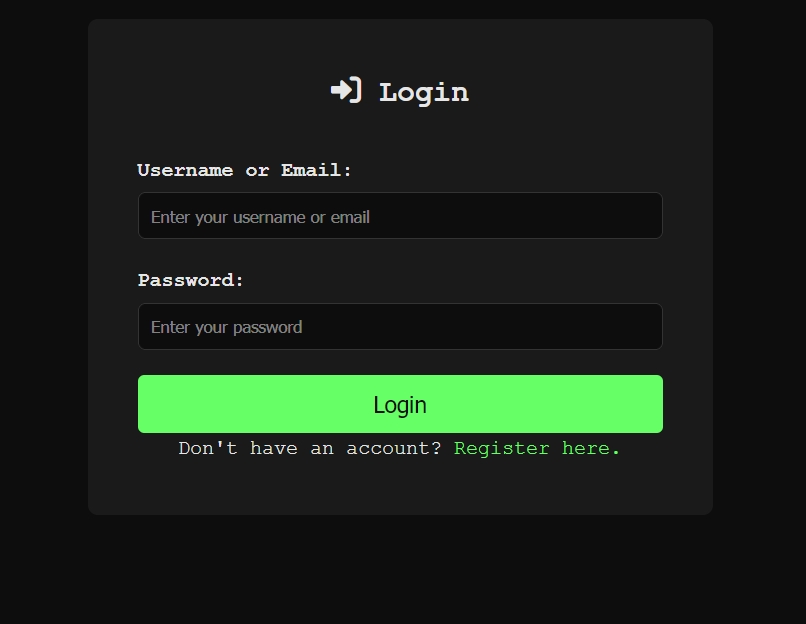 Login
Username or Email:
Enter your username or email
Password:
Enter your password
Login
Don't have an account? Register here.